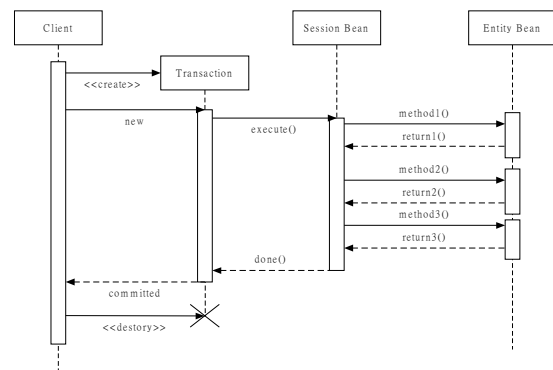 Client
Session Bean
Entity Bean
Transaction
<<create>>
new
execute()
method1()
return1()
method2()
return2()
method3()
return3()
done()
committed
<<destory>>